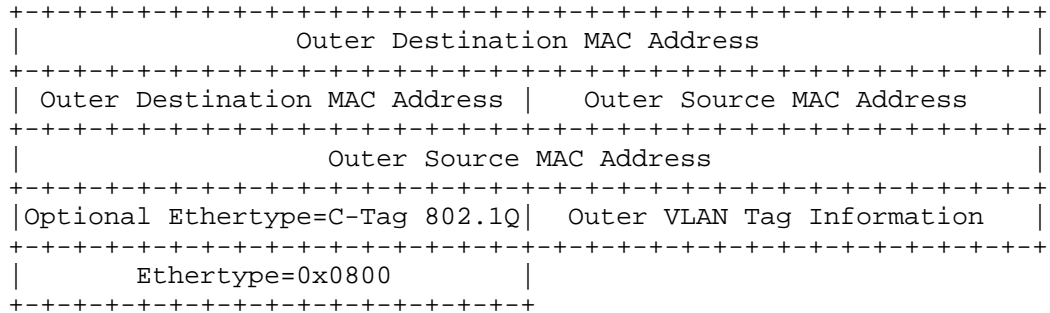 +-+-+-+-+-+-+-+-+-+-+-+-+-+-+-+-+-+-+-+-+-+-+-+-+-+-+-+-+-+-+-+-+
|                 Outer Destination MAC Address                 |
+-+-+-+-+-+-+-+-+-+-+-+-+-+-+-+-+-+-+-+-+-+-+-+-+-+-+-+-+-+-+-+-+
| Outer Destination MAC Address |   Outer Source MAC Address    |
+-+-+-+-+-+-+-+-+-+-+-+-+-+-+-+-+-+-+-+-+-+-+-+-+-+-+-+-+-+-+-+-+
|                   Outer Source MAC Address                    |
+-+-+-+-+-+-+-+-+-+-+-+-+-+-+-+-+-+-+-+-+-+-+-+-+-+-+-+-+-+-+-+-+
|Optional Ethertype=C-Tag 802.1Q|  Outer VLAN Tag Information   |
+-+-+-+-+-+-+-+-+-+-+-+-+-+-+-+-+-+-+-+-+-+-+-+-+-+-+-+-+-+-+-+-+
|       Ethertype=0x0800        |
+-+-+-+-+-+-+-+-+-+-+-+-+-+-+-+-+